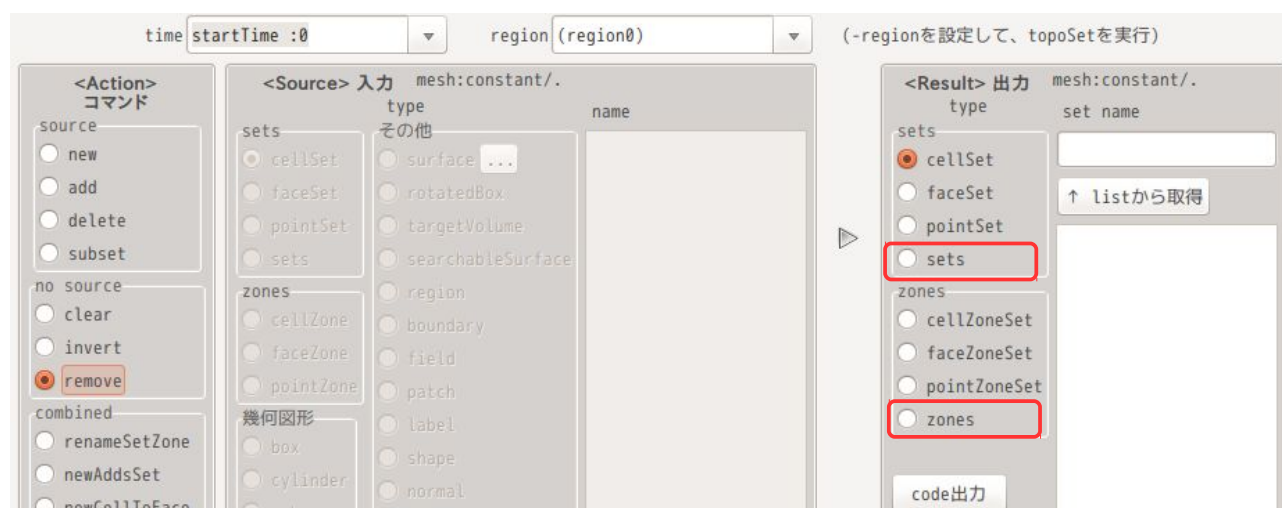 time startTime :0 region (region0) (-regionを設定して、topoSetを実行)
<Action>
コマンド
source
new
add
delete
subset
no source
clear
invert
remove
combined
renameSetZone
newAddsSet
newCellToFace
<Source> 入力 mesh:constant/.
type
name
sets
cellSet
faceSet
pointSet
sets
zones
cellZone
faceZone
pointZone
幾何図形
box
cylinder
その他
surface ...
rotatedBox
targetVolume
searchableSurface
region
boundary
field
patch
label
shape
normal
<Result> 出力 mesh:constant/.
type
set name
sets
cellSet
faceSet
pointSet
sets
↑ listから取得
zones
cellZoneSet
faceZoneSet
pointZoneSet
zones
code出力